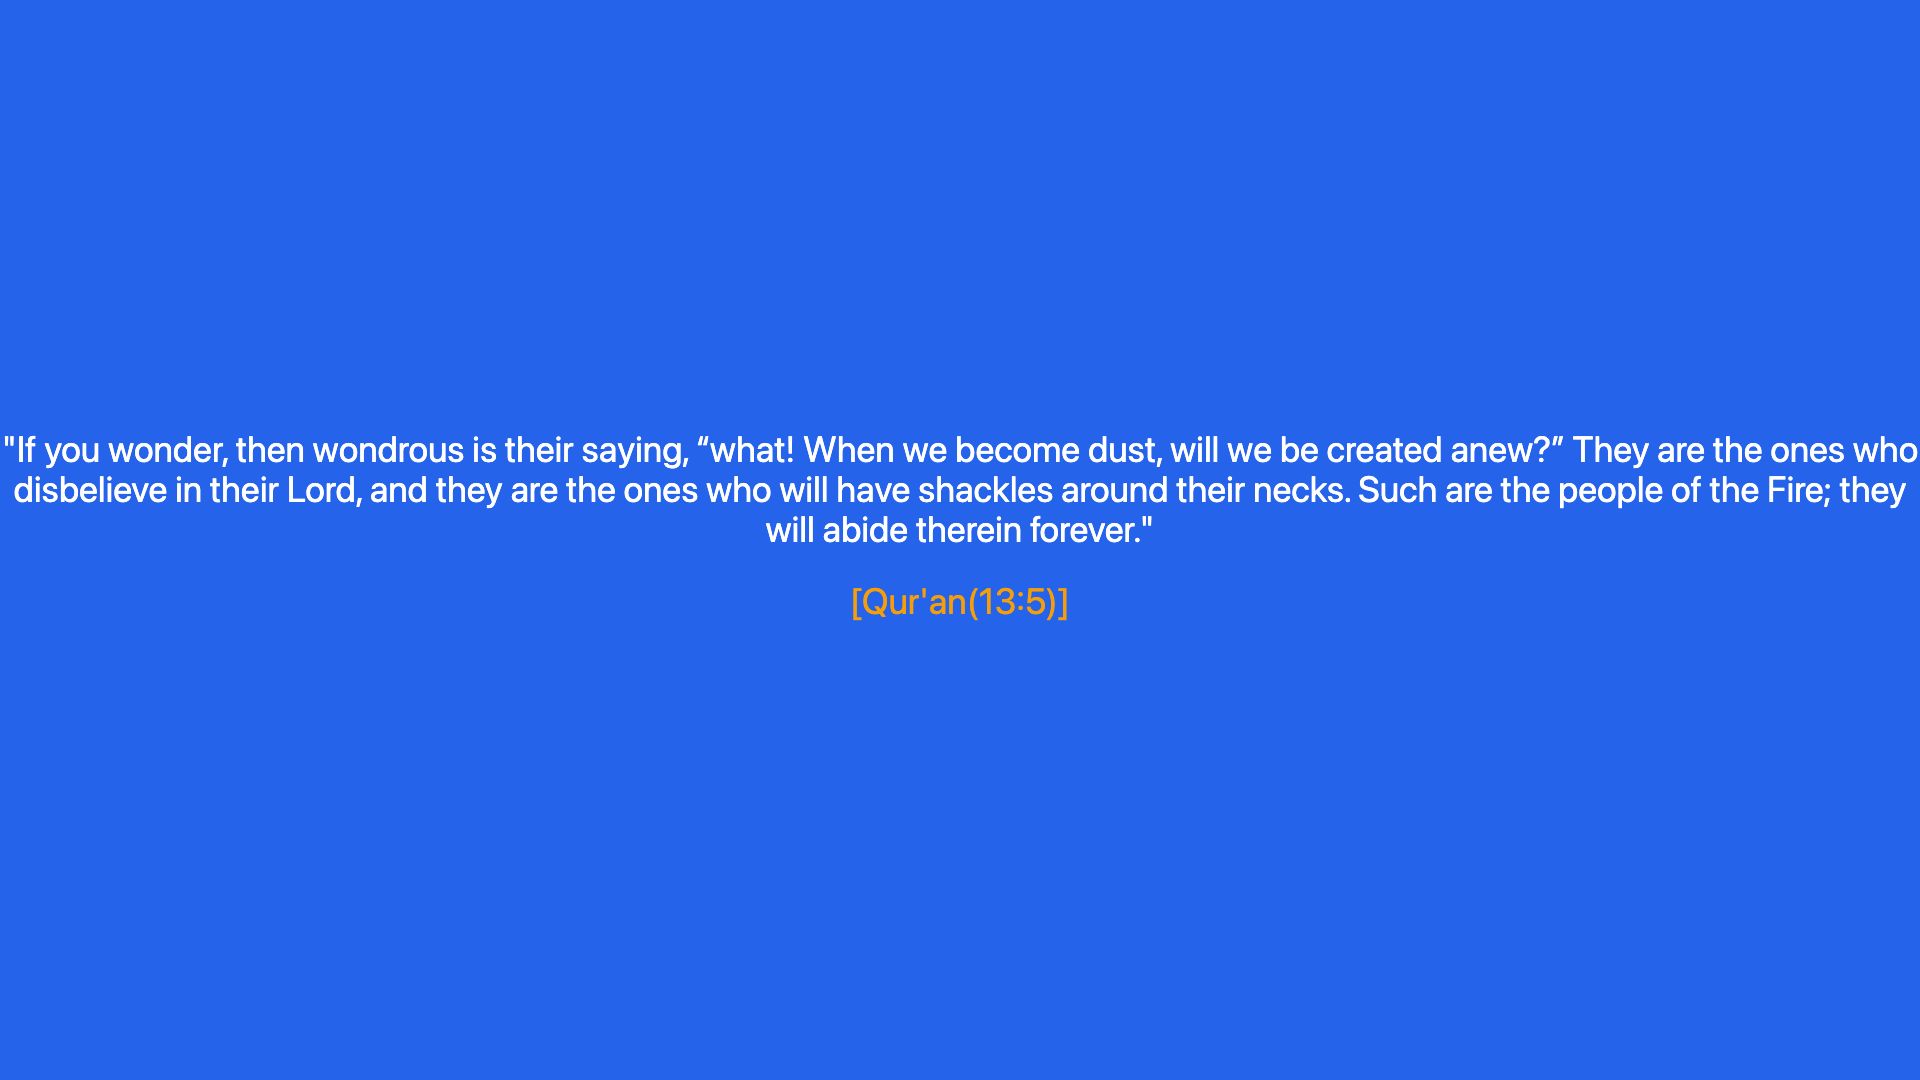 "If you wonder, then wondrous is their saying, “what! When we become dust, will we be created anew?” They are the ones who
disbelieve in their Lord, and they are the ones who will have shackles around their necks. Such are the people of the Fire; they
will abide therein forever."
[Qur'an(13:5)]